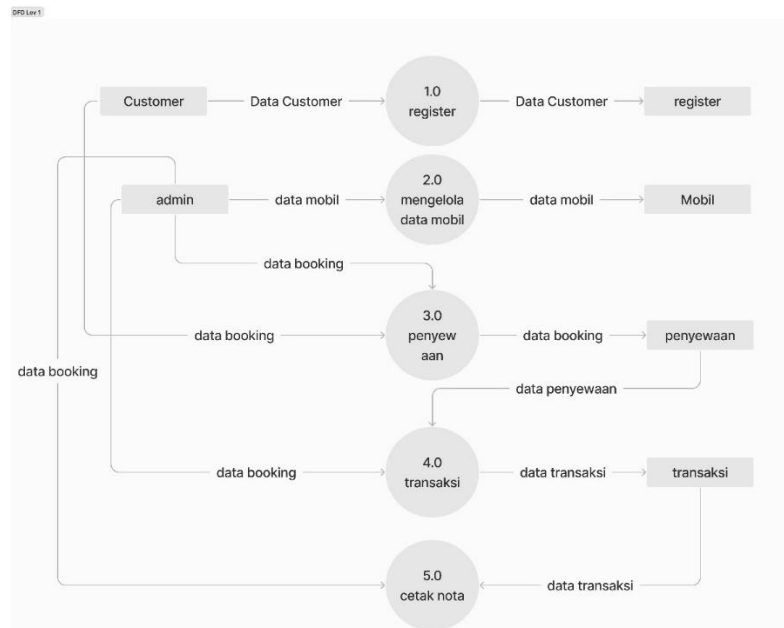 DFD Lev 1
Customer
Data Customer
1.0
register
Data Customer
register
admin
data mobil
2.0
mengelola
data mobil
data mobil
Mobil
data booking
data booking
3.0
penyew
aan
data booking
penyewaan
data booking
data penyewaan
data booking
4.0
transaksi
data transaksi
transaksi
5.0
cetak nota
data transaksi